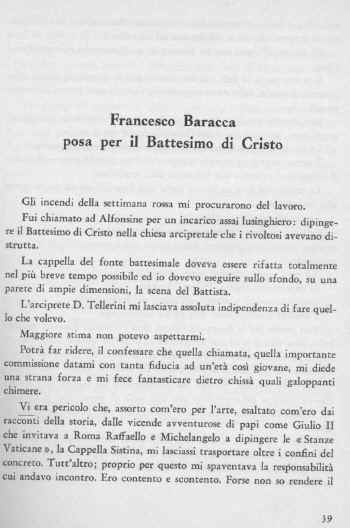 Francesco Baracca
posa per il Battesimo di Cristo
Gli incendi della settimana rossa mi procurarono del lavoro.
Fui chiamato ad Alfonsine per un incarico assai lusinghiero: dipinge-
re il Battesimo di Cristo nella chiesa arcipretale che i rivoltosi avevano di-
strutta.
La cappella del fonte battesimale doveva essere rifatta totalmente
nel più breve tempo possibile ed io dovevo eseguire sullo sfondo, su una
parete di ampie dimensioni, la scena del Battista.
L'arciprete D. Tellerini mi lasciava assoluta indipendenza di fare quel-
lo che volevo.
Maggiore stima non potevo aspettarmi.
Potrà far ridere, il confessare che quella chiamata, quella importante
commissione datami con tanta fiducia ad un'età così giovane, mi diede
una strana forza e mi fece fantasticare dietro chissà quali galoppanti
chimere.
Vi era pericolo che, assorto com'ero per l'arte, esaltato com'ero dai
racconti della storia, dalle vicende avventurose di papi come Giulio II
che invitava a Roma Raffaello e Michelangelo a dipingere le « Stanze
Vaticane », la Cappella Sistina, mi lasciassi trasportare oltre i confini del
concreto. Tutt'altro; proprio per questo mi spaventava la responsabilità
cui andavo incontro. Ero contento e scontento. Forse non so rendere il
39